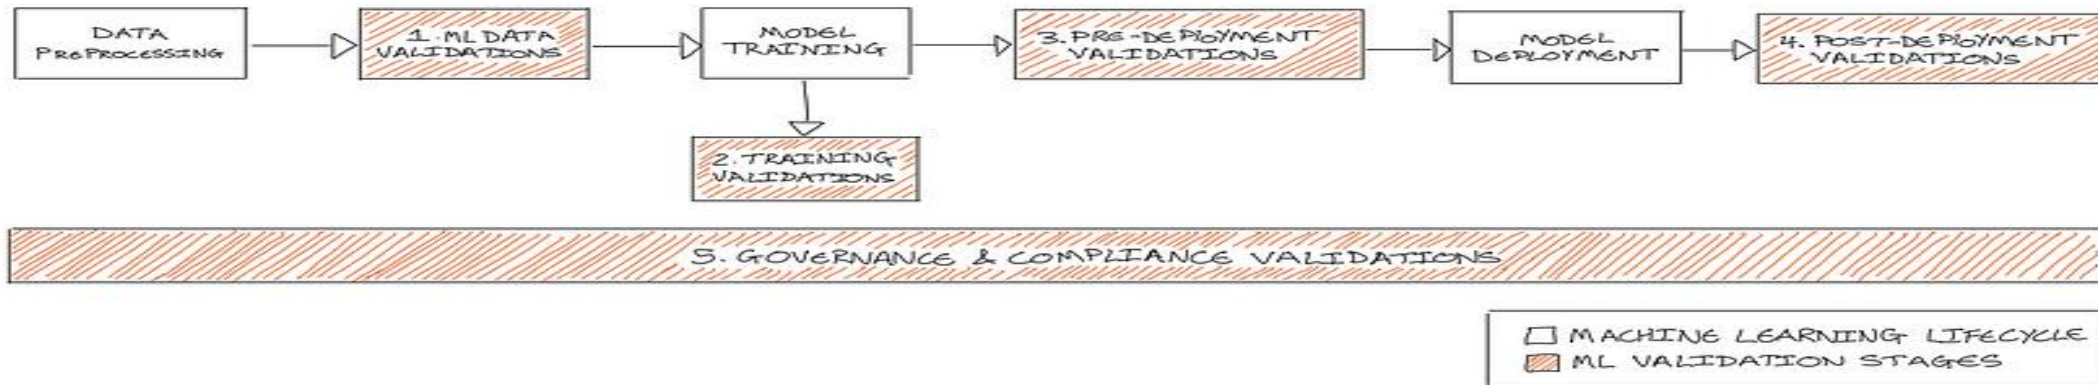 DATA
PREPROCESSING
1. ML DATA
VALIDATIONS
MODEL
TRAINING
3. PRE-DEPLOYMENT
VALIDATIONS
MODEL
DEPLOYMENT
4. POST-DEPLOYMENT
VALIDATIONS
2. TRAINING
VALIDATIONS
5. GOVERNANCE & COMPLIANCE VALIDATIONS
MACHINE LEARNING LIFECYCLE
ML VALIDATION STAGES